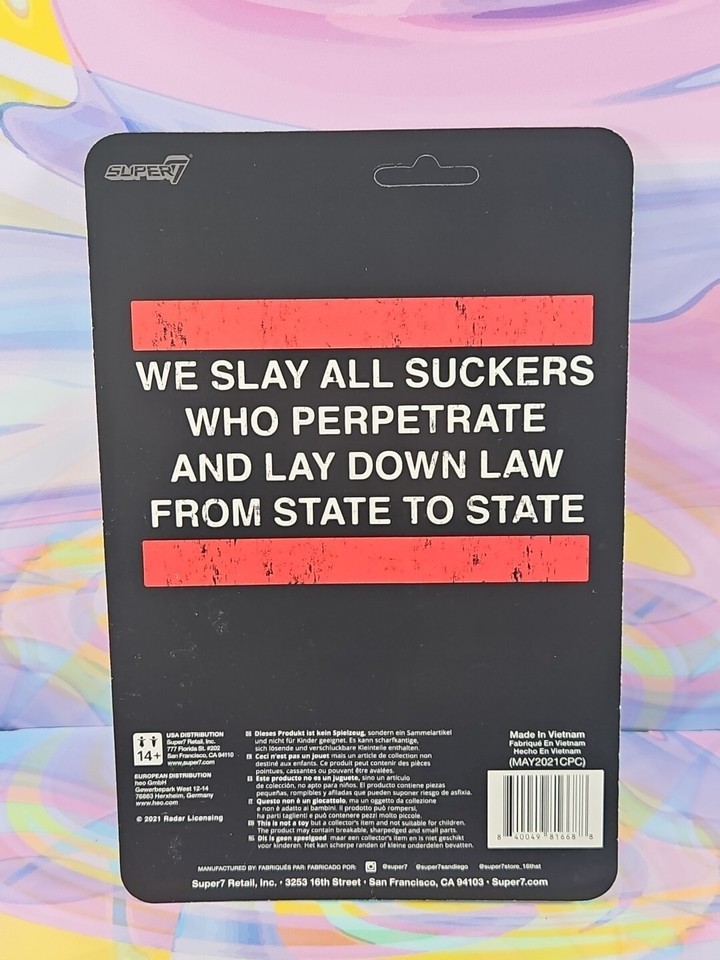 SUPER7
WE SLAY ALL SUCKERS
WHO PERPETRATE
AND LAY DOWN LAW
FROM STATE TO STATE
14+
USA DISTRIBUTION
Super7 Retail, Inc.
777 Florida St. #202
San Francisco, CA 94110
www.super7.com
EUROPEAN DISTRIBUTION
heo GmbH
Gewerbepark West 12-14
76863 Herxheim, Germany
www.heo.com
© 2021 Radar Licensing
Dieses Produkt ist kein Spielzeug, sondern ein Sammelartikel
und nicht für Kinder geeignet. Es kann scharfkantige,
sich lösende und verschluckbare Kleinteile enthalten.
Ceci n'est pas un jouet mais un article de collection non
destiné aux enfants. Ce produit peut contenir des pièces
pointues, cassantes ou pouvant être avalées.
Este producto no es un juguete, sino un artículo
de colección, no apto para niños. El producto contiene piezas
pequeñas, rompibles y afiladas que pueden suponer riesgo de asfixia.
Questo non è un giocattolo, ma un oggetto da collezione
e non è adatto ai bambini. Il prodotto può rompersi,
ha parti taglienti e può contenere pezzi molto piccole.
This is not a toy but a collector's item and not suitable for children.
The product may contain breakable, sharpedged and small parts.
Dit is geen speelgoed maar een collector's item en is niet geschikt
voor kinderen. Het kan scherpe randen of kleine onderdelen bevatten.
Made In Vietnam
Fabriqué En Vietnam
Hecho En Vietnam
(MAY2021CPC)
8 40049 81668 8
MANUFACTURED BY: FABRIQUÉS PAR: FABRICADO POR: @super7 @super7sandiego @super7store_16that
Super7 Retail, Inc. • 3253 16th Street • San Francisco, CA 94103 • Super7.com